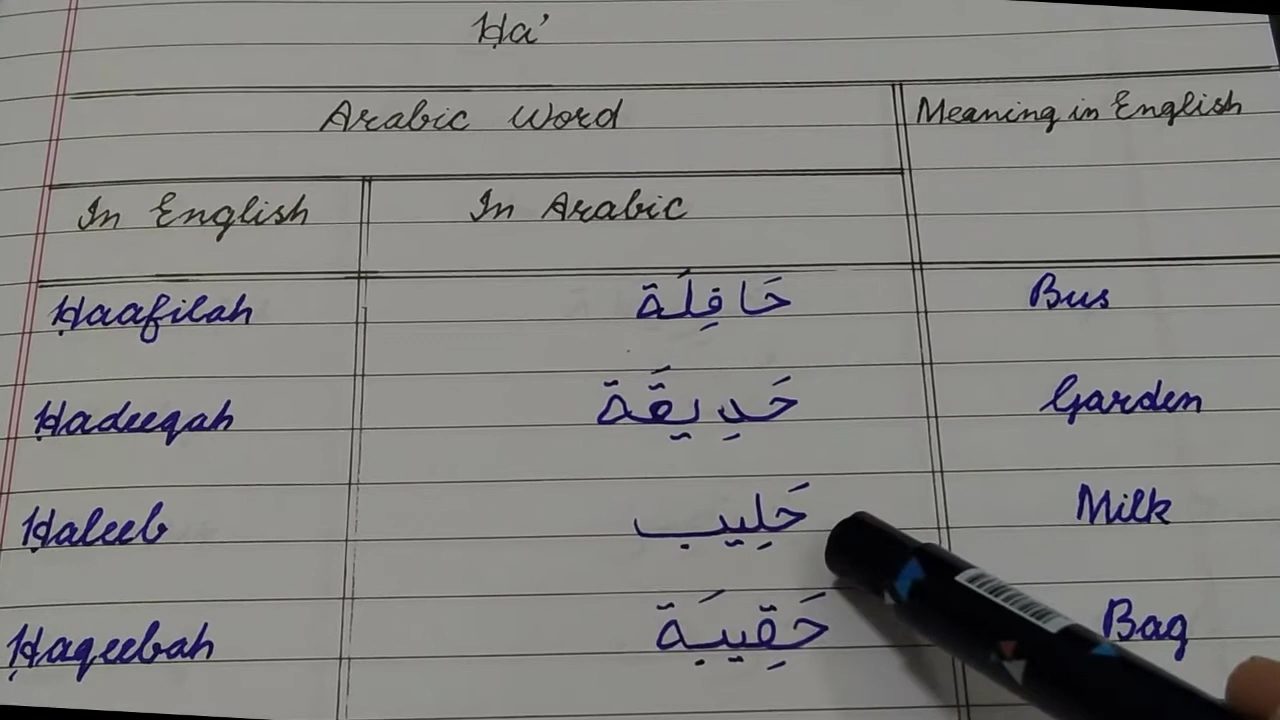 Ḥa'
Arabic Word Meaning in English
In English In Arabic
Ḥaafilah حَافِلَة Bus
Ḥadeeqah حَدِيقَة Garden
Ḥaleeb حَلِيب Milk
Ḥaqeebah حَقِيبَة Bag